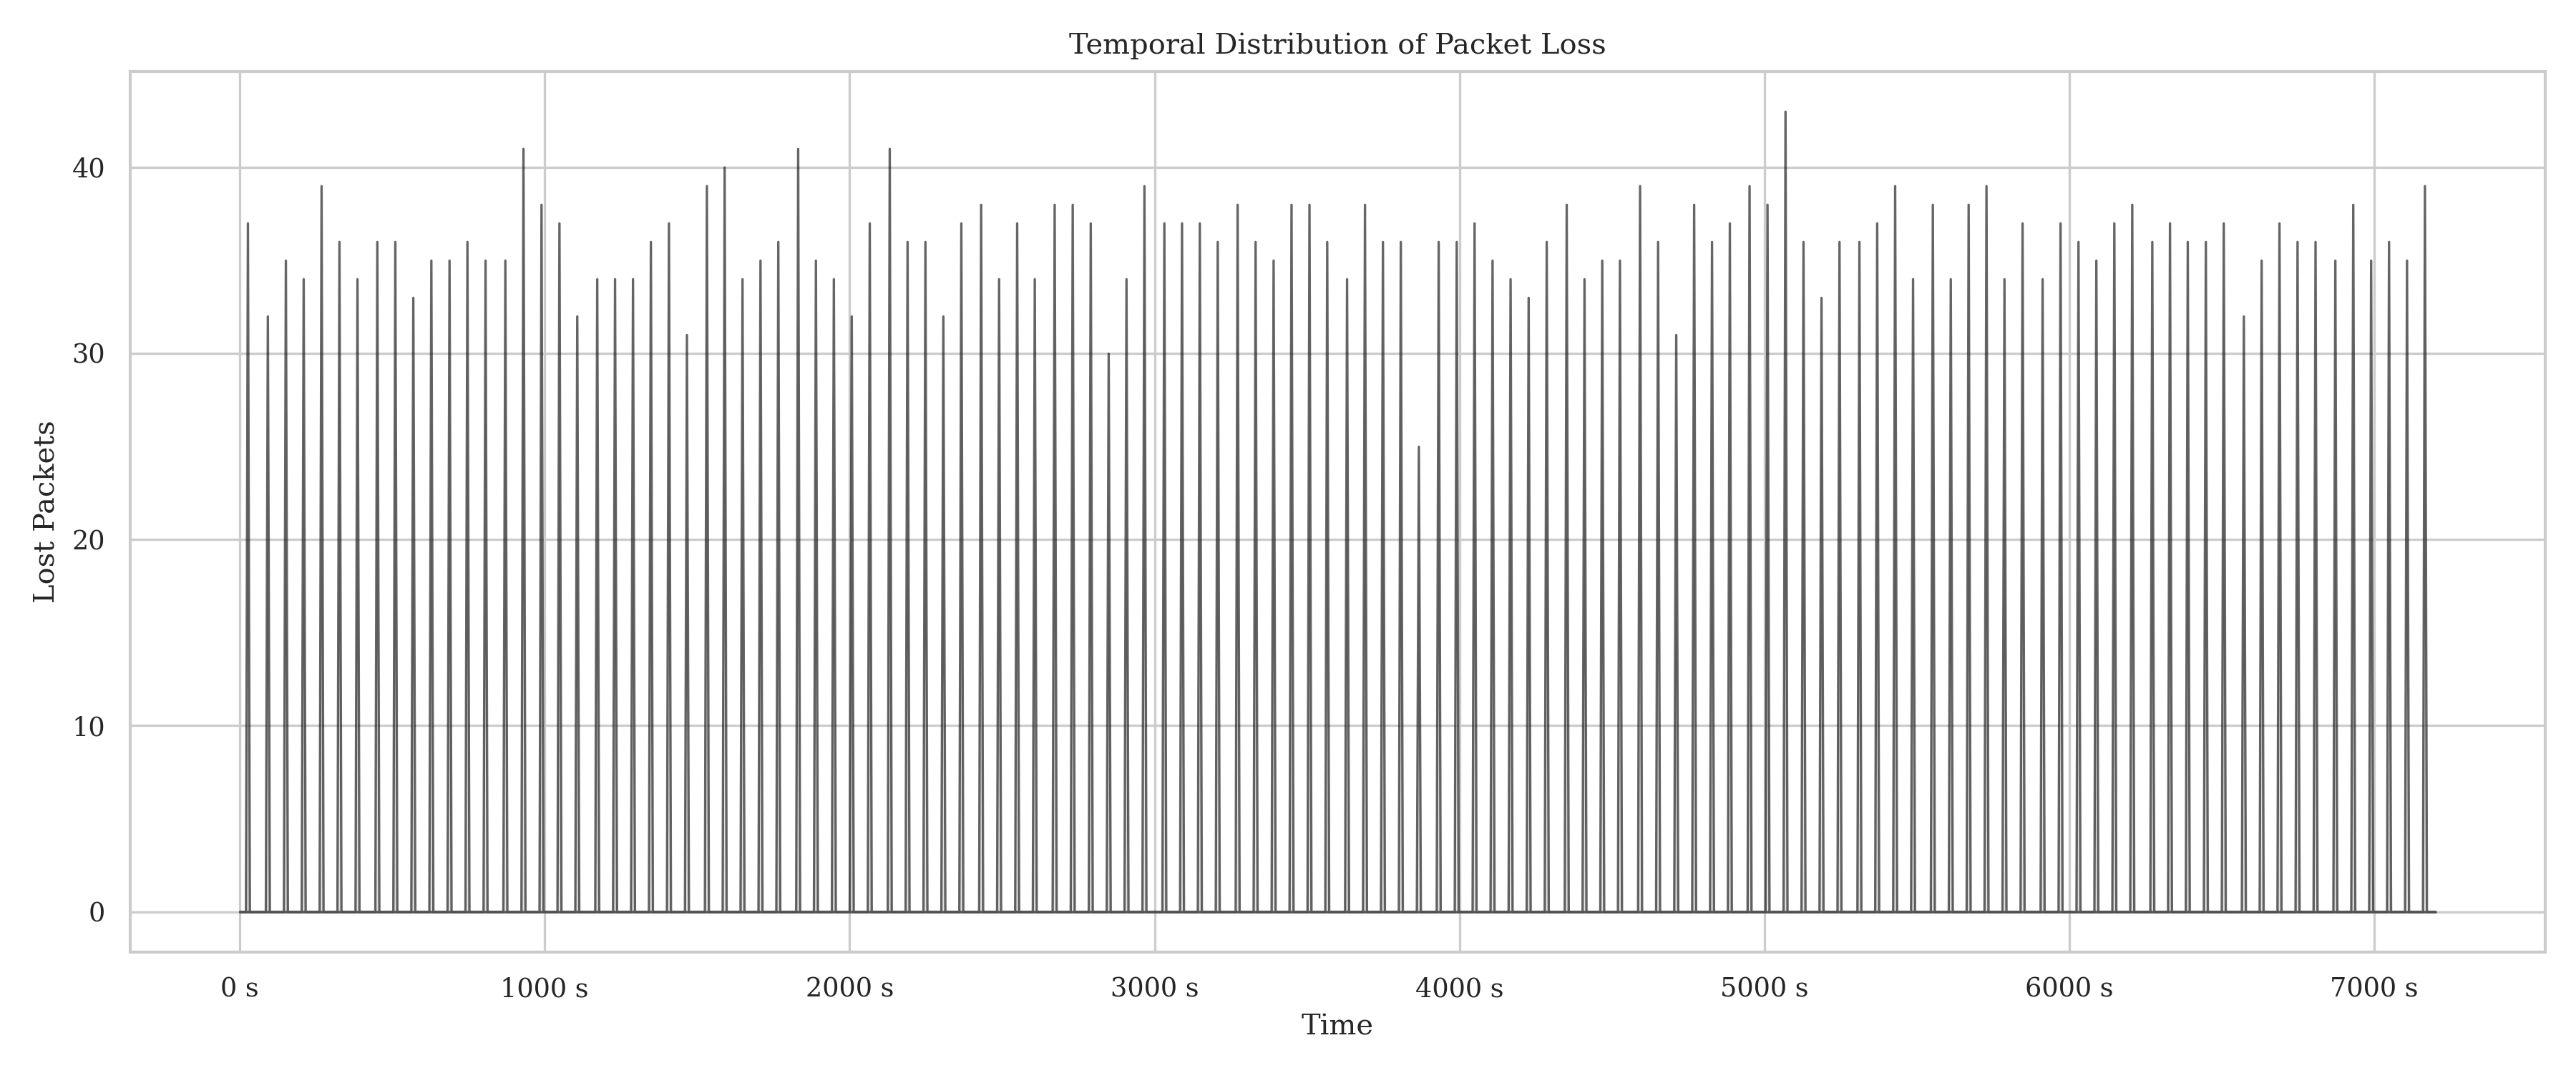 Temporal Distribution of Packet Loss
Lost Packets
40
30
20
10
0
0 s
1000 s
2000 s
3000 s
4000 s
5000 s
6000 s
7000 s
Time